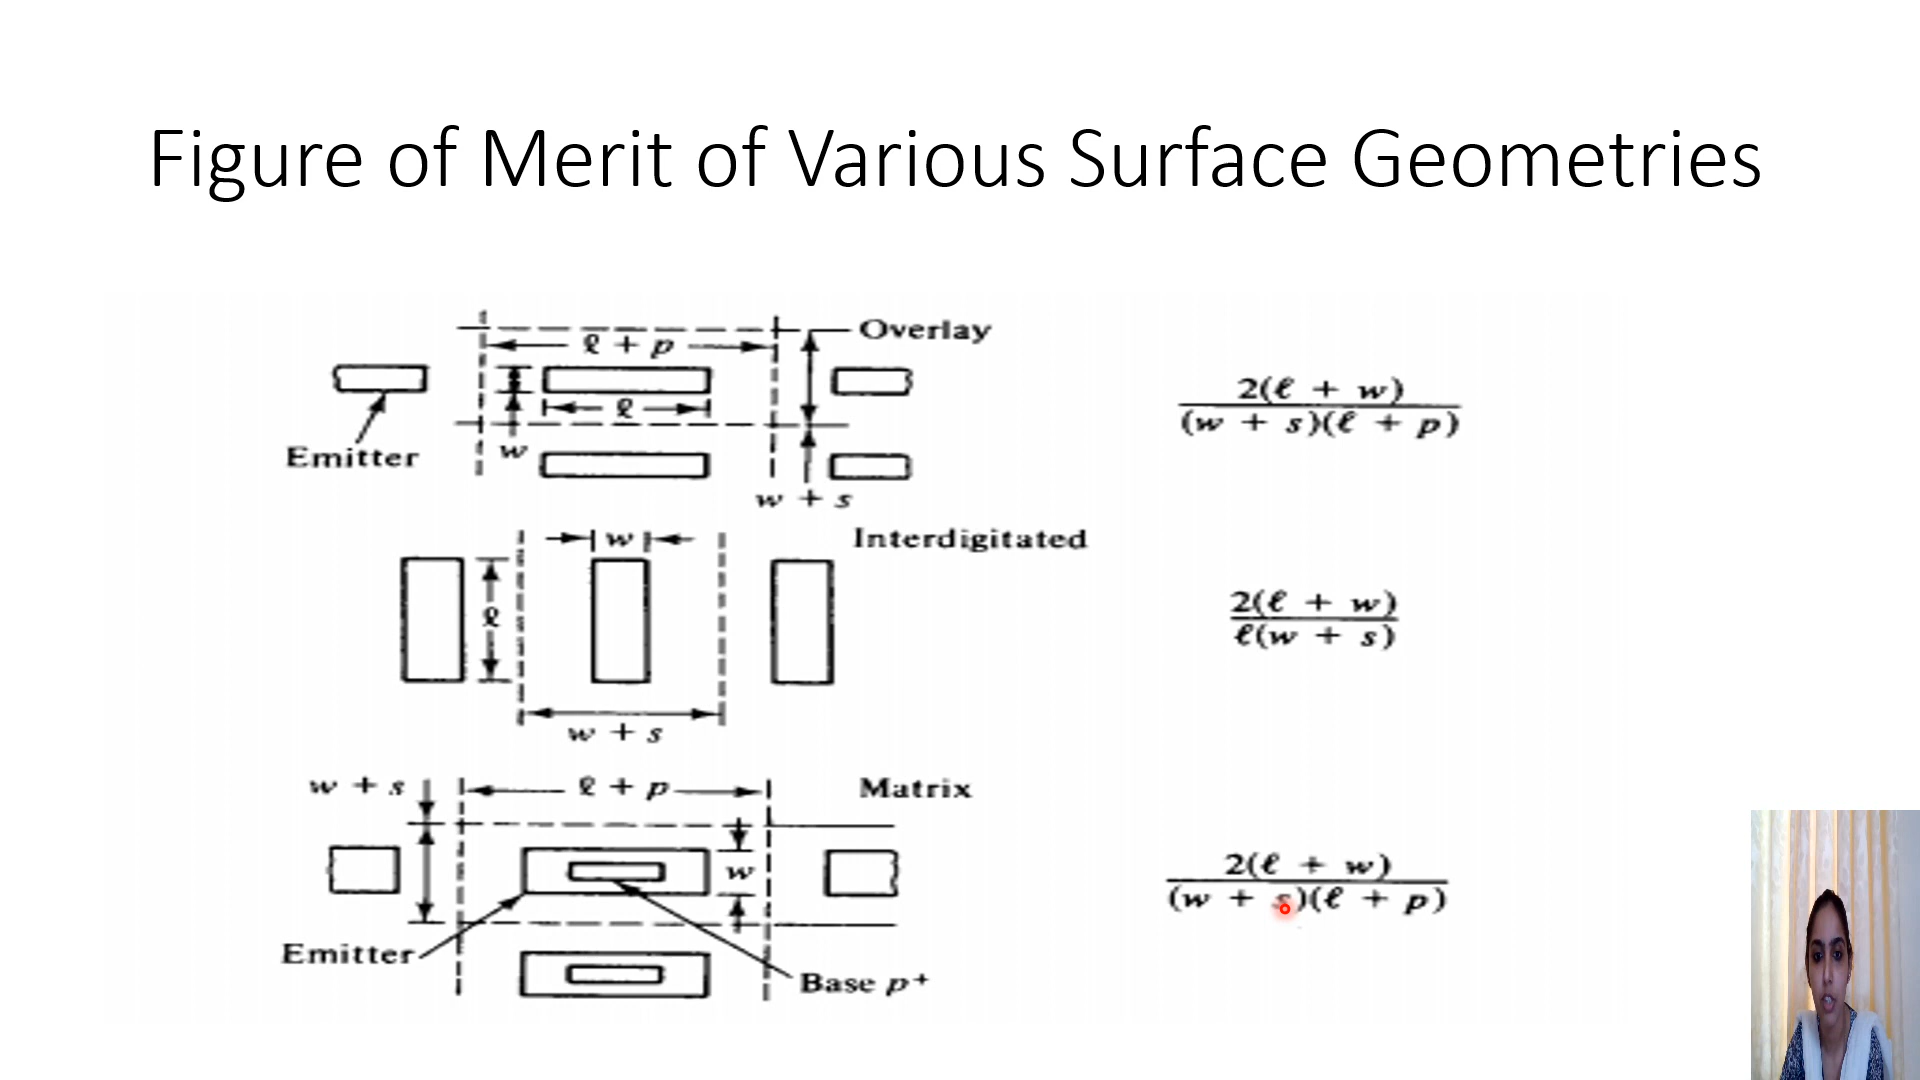 Figure of Merit of Various Surface Geometries
Overlay
ℓ + p
ℓ
Emitter
w
w + s
2(ℓ + w)
(w + s)(ℓ + p)
w
Interdigitated
ℓ
w + s
2(ℓ + w)
ℓ(w + s)
w + s
ℓ + p
Matrix
w
Emitter
Base p+
2(ℓ + w)
(w + s)(ℓ + p)